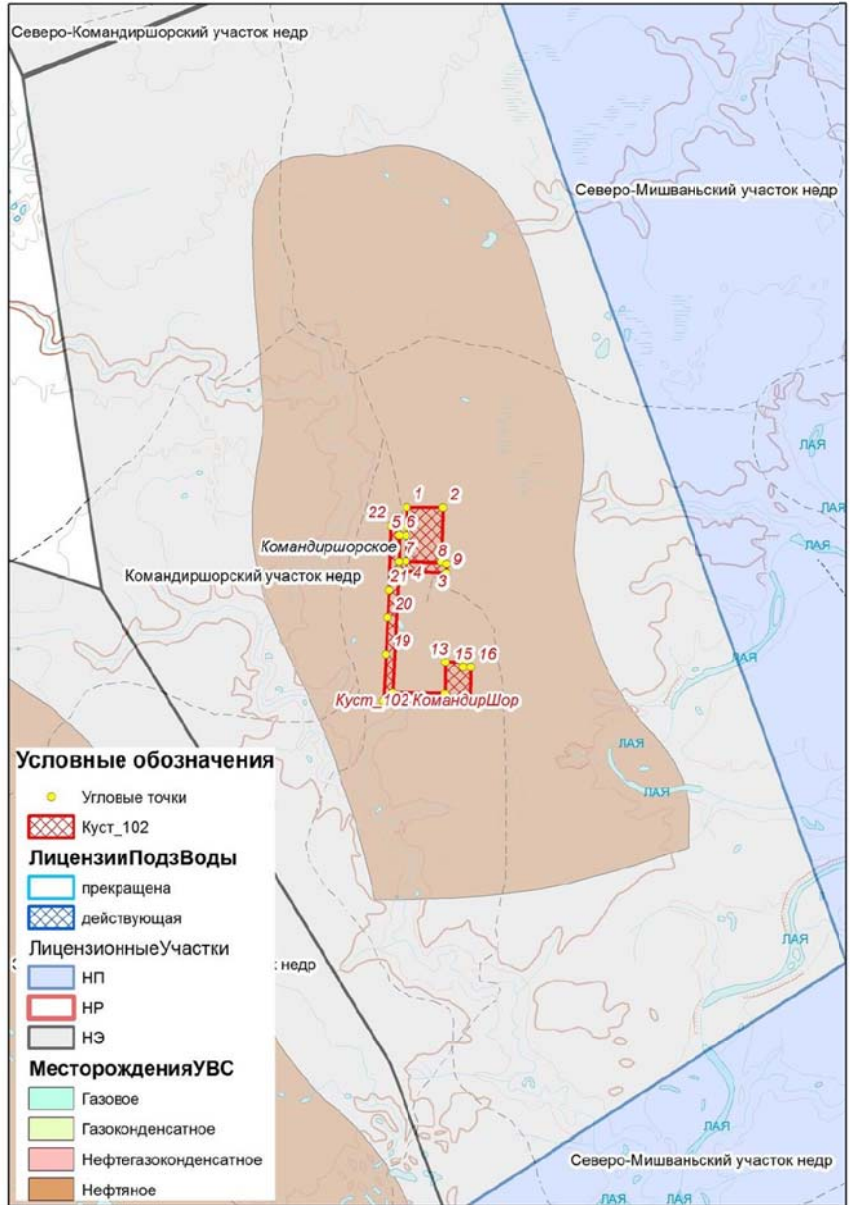 Северо-Командиршорский участок недр
Северо-Мишваньский участок недр
ЛАЯ
ЛАЯ
ЛАЯ
1 2
22 5 6
Командиршорское 7 8 9
Командиршорский участок недр 21 4 3
20
19 13 15 16
ЛАЯ
Куст_102 КомандирШор
ЛАЯ
ЛАЯ
Условные обозначения
Угловые точки
Куст_102
ЛицензииПодзВоды
прекращена
действующая
ЛАЯ
ЛицензионныеУчастки
недр
НП
НР
НЭ
МесторожденияУВС
Газовое
Газоконденсатное
ЛАЯ
Нефтегазоконденсатное
Северо-Мишваньский участок недр
Нефтяное
ЛАЯ ЛАЯ